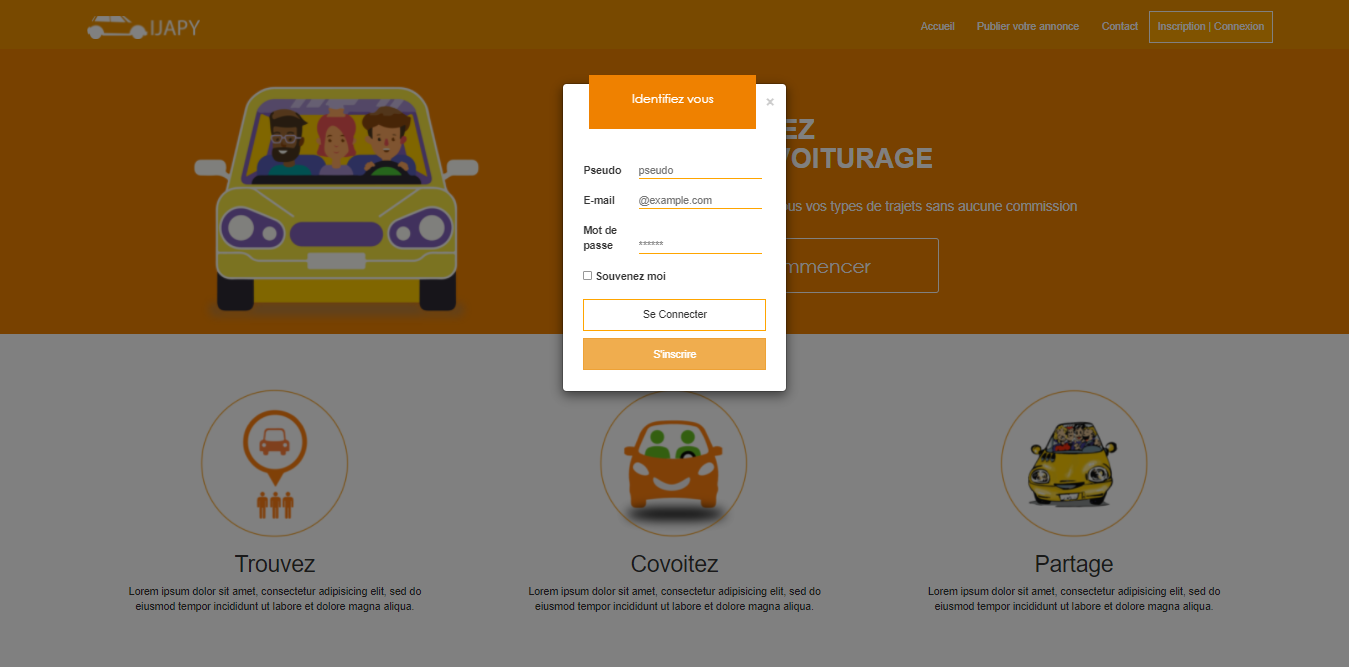 IJAPY
Accueil
Publier votre annonce
Contact
Inscription | Connexion
Identifiez vous
×
Pseudo
pseudo
E-mail
@example.com
Mot de
passe
******
Souvenez moi
Se Connecter
S'inscrire
vos types de trajets sans aucune commission
Trouvez
Lorem ipsum dolor sit amet, consectetur adipisicing elit, sed do
eiusmod tempor incididunt ut labore et dolore magna aliqua.
Covoitez
Lorem ipsum dolor sit amet, consectetur adipisicing elit, sed do
eiusmod tempor incididunt ut labore et dolore magna aliqua.
Partage
Lorem ipsum dolor sit amet, consectetur adipisicing elit, sed do
eiusmod tempor incididunt ut labore et dolore magna aliqua.